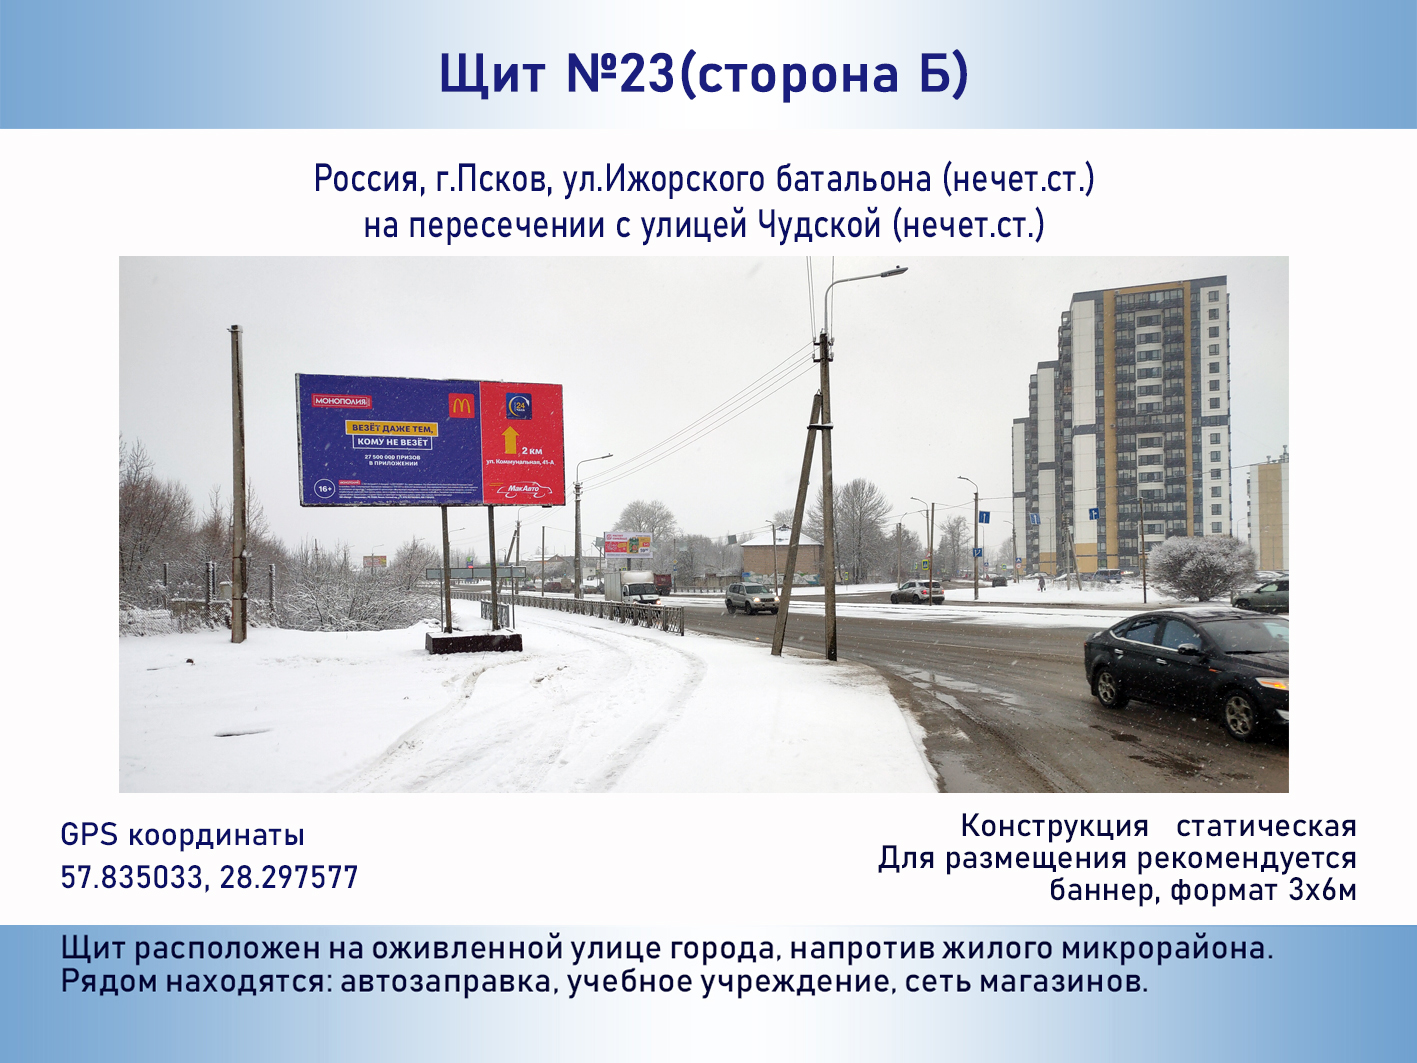 Щит №23(сторона Б)
Россия, г.Псков, ул.Ижорского батальона (нечет.ст.)
на пересечении с улицей Чудской (нечет.ст.)
МОНОПОЛИЯ
ВЕЗЁТ ДАЖЕ ТЕМ,
КОМУ НЕ ВЕЗЁТ
27 500 000 ПРИЗОВ
В ПРИЛОЖЕНИИ
16+
24
2 КМ
ул. Коммунальная, 41-А
МакАвто
GPS координаты
57.835033, 28.297577
Конструкция статическая
Для размещения рекомендуется
баннер, формат 3х6м
Щит расположен на оживленной улице города, напротив жилого микрорайона.
Рядом находятся: автозаправка, учебное учреждение, сеть магазинов.